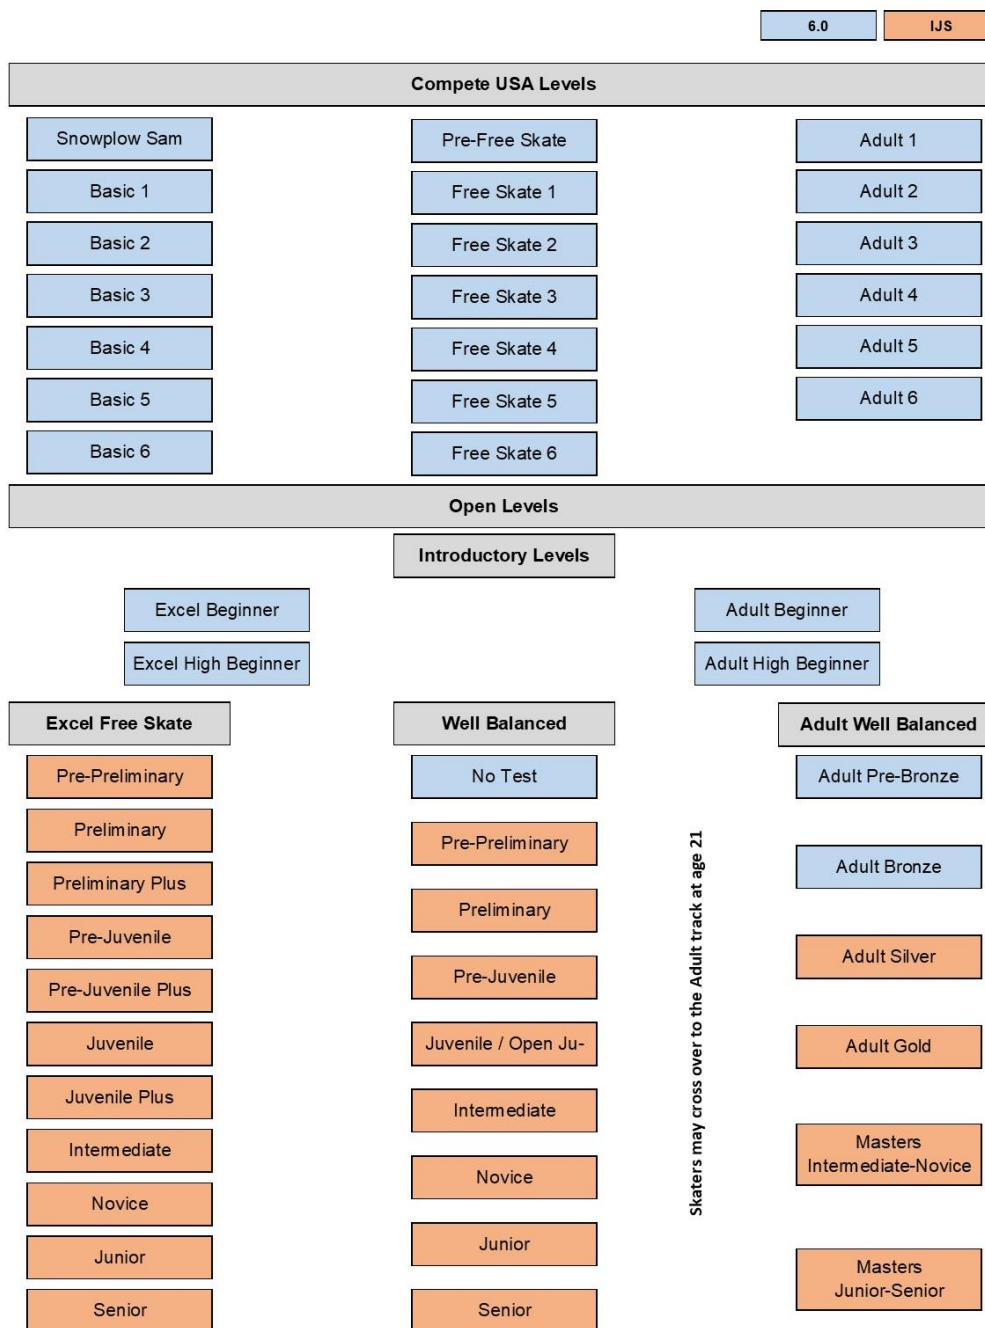 6.0
IJS
Compete USA Levels
Snowplow Sam
Pre-Free Skate
Adult 1
Basic 1
Free Skate 1
Adult 2
Basic 2
Free Skate 2
Adult 3
Basic 3
Free Skate 3
Adult 4
Basic 4
Free Skate 4
Adult 5
Basic 5
Free Skate 5
Adult 6
Basic 6
Free Skate 6
Open Levels
Introductory Levels
Excel Beginner
Adult Beginner
Excel High Beginner
Adult High Beginner
Excel Free Skate
Pre-Preliminary
Preliminary
Preliminary Plus
Pre-Juvenile
Pre-Juvenile Plus
Juvenile
Juvenile Plus
Intermediate
Novice
Junior
Senior
Well Balanced
No Test
Pre-Preliminary
Preliminary
Pre-Juvenile
Juvenile / Open Ju-
Intermediate
Novice
Junior
Senior
Skaters may cross over to the Adult track at age 21
Adult Well Balanced
Adult Pre-Bronze
Adult Bronze
Adult Silver
Adult Gold
Masters
Intermediate-Novice
Masters
Junior-Senior